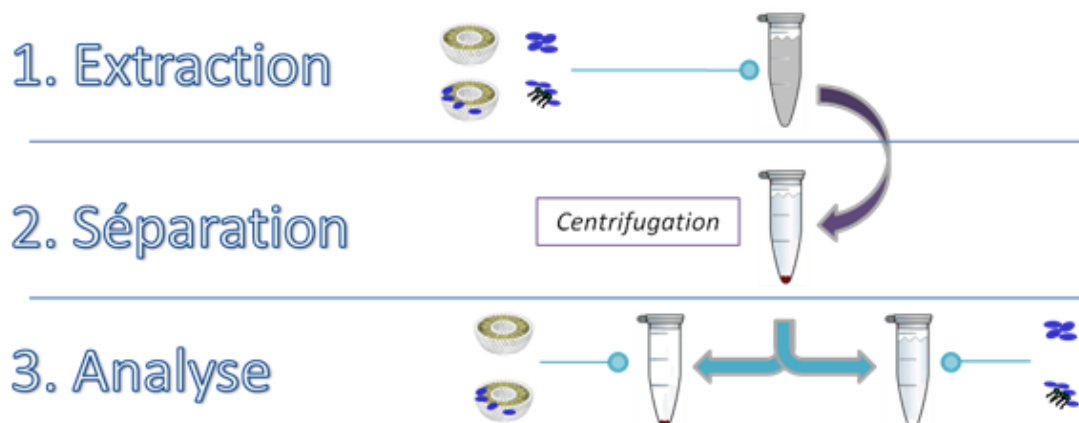 1. Extraction
2. Séparation
Centrifugation
3. Analyse